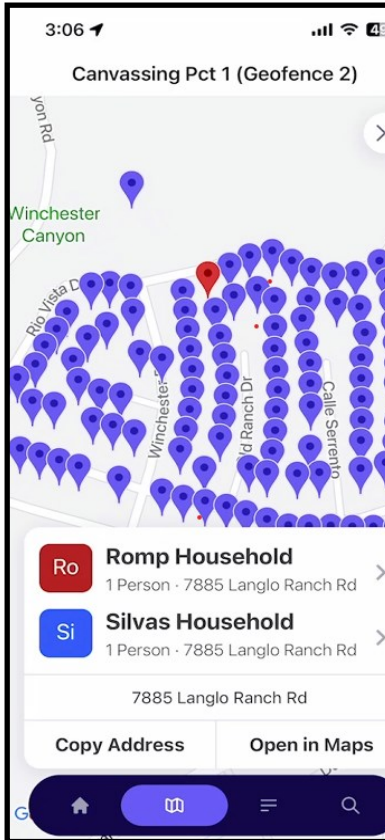 3:06
Canvassing Pct 1 (Geofence 2)
yon Rd
Winchester
Canyon
Rio Vista D
Winchester
d Ranch Dr
Calle Serrento
Ro
Romp Household
1 Person · 7885 Langlo Ranch Rd
Si
Silvas Household
1 Person · 7885 Langlo Ranch Rd
7885 Langlo Ranch Rd
Copy Address
Open in Maps
G